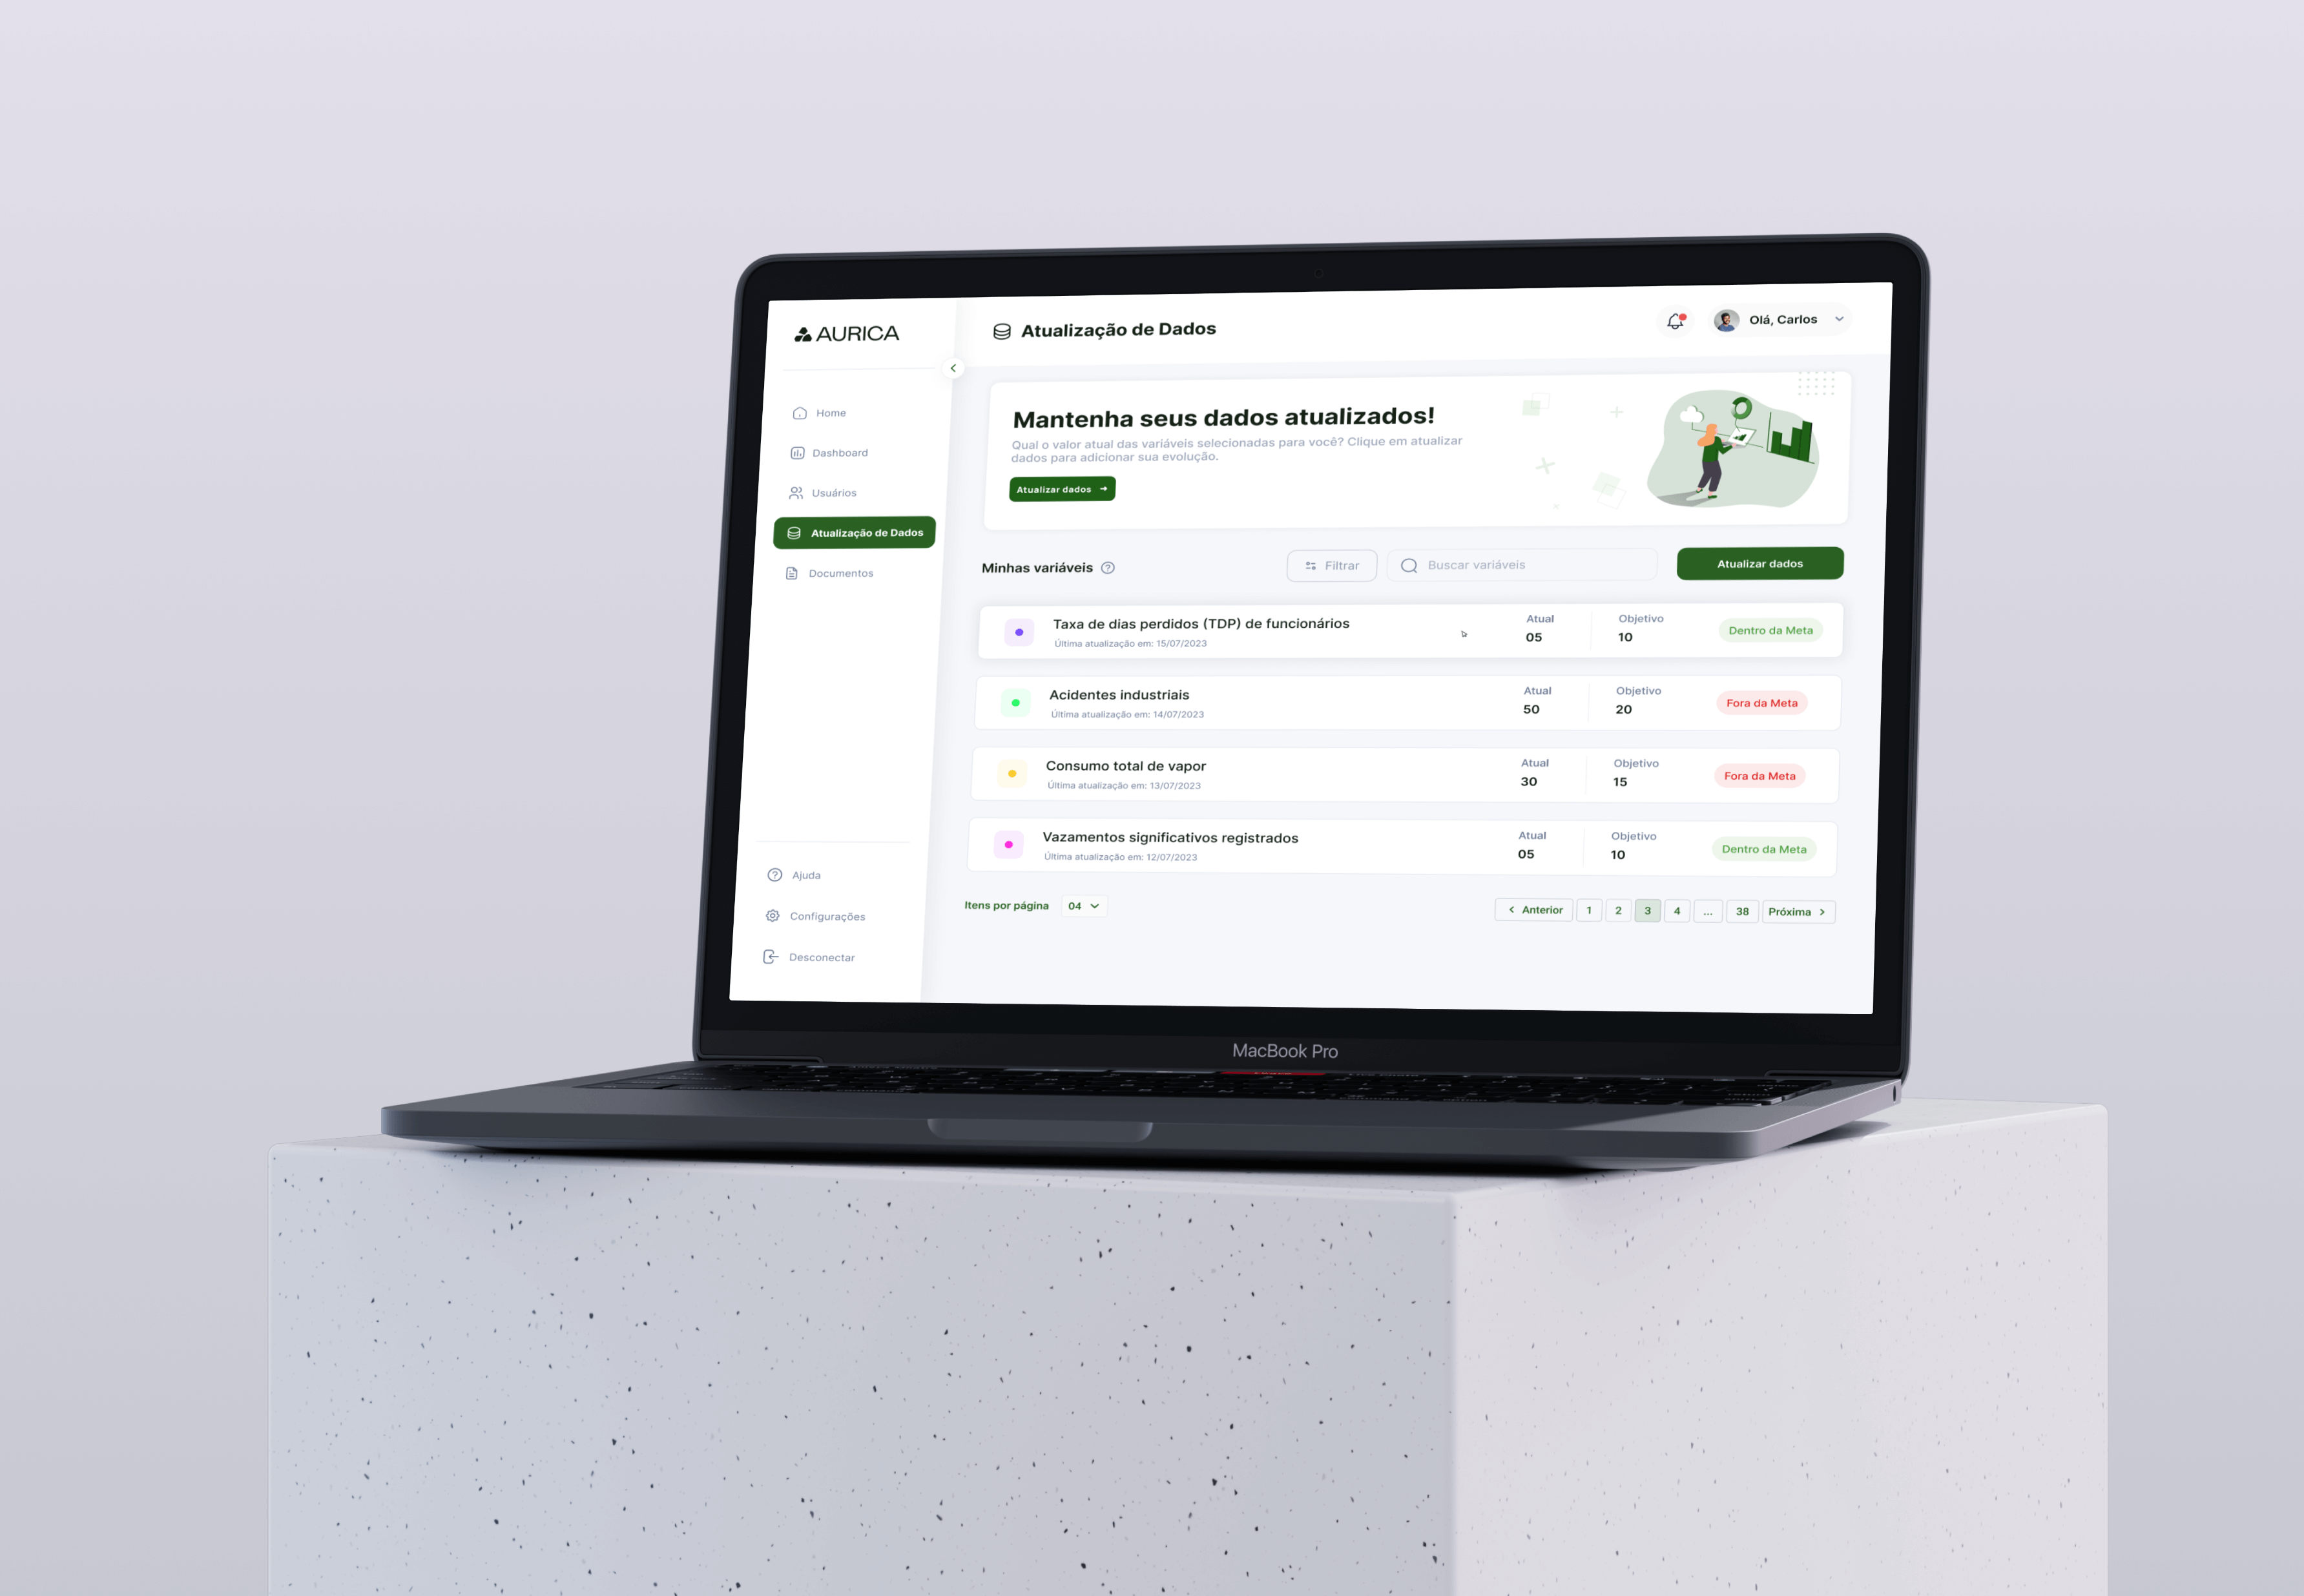 AURICA
Home
Dashboard
Usuários
Atualização de Dados
Documentos
Ajuda
Configurações
Desconectar
Atualização de Dados
Olá, Carlos
Mantenha seus dados atualizados!
Qual o valor atual das variáveis selecionadas para você? Clique em atualizar
dados para adicionar sua evolução.
Atualizar dados
Minhas variáveis
Filtrar
Buscar variáveis
Atualizar dados
Taxa de dias perdidos (TDP) de funcionários
Última atualização em: 15/07/2023
Atual
05
Objetivo
10
Dentro da Meta
Acidentes industriais
Última atualização em: 14/07/2023
Atual
50
Objetivo
20
Fora da Meta
Consumo total de vapor
Última atualização em: 13/07/2023
Atual
30
Objetivo
15
Fora da Meta
Vazamentos significativos registrados
Última atualização em: 12/07/2023
Atual
05
Objetivo
10
Dentro da Meta
Itens por página 04
Anterior 1 2 3 4 ... 38 Próxima
MacBook Pro